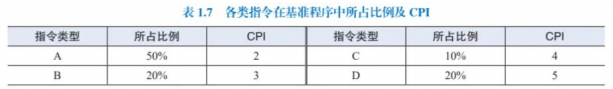 表 1.7 各类指令在基准程序中所占比例及 CPI
指令类型 所占比例 CPI 指令类型 所占比例 CPI
A 50% 2 C 10% 4
B 20% 3 D 20% 5